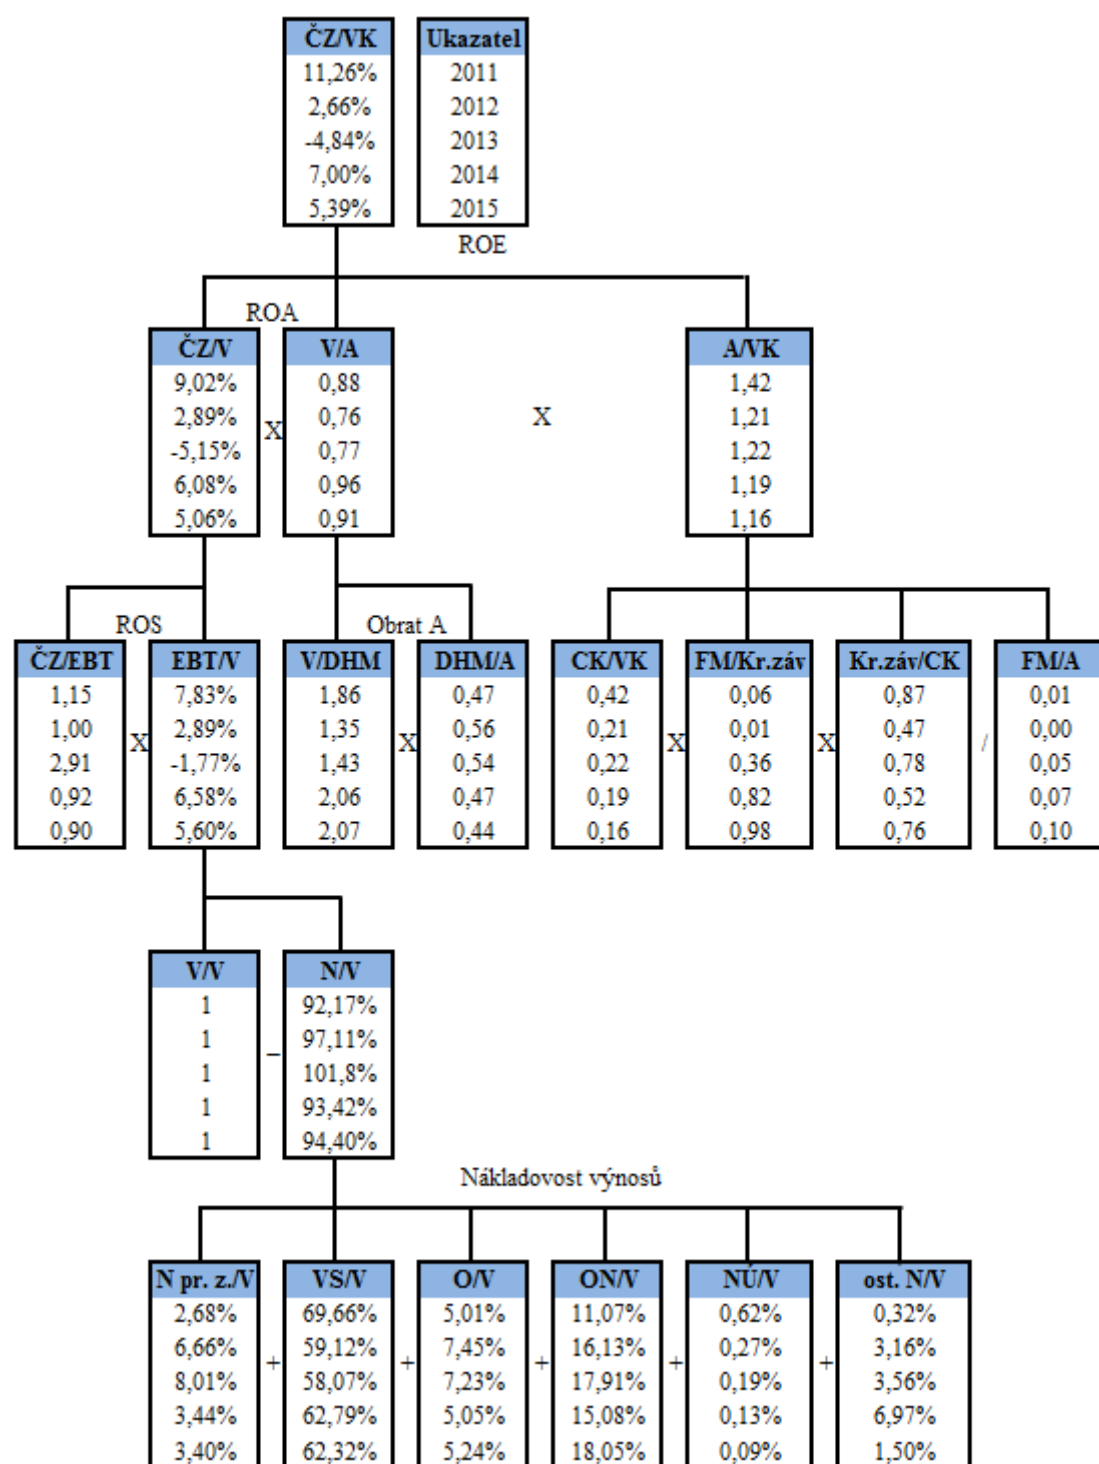 ČZ/VK Ukazatel
11,26% 2011
2,66% 2012
-4,84% 2013
7,00% 2014
5,39% 2015
ROE
ROA
ČZ/V V/A A/VK
9,02% 0,88 1,42
2,89% 0,76 1,21
X X
-5,15% 0,77 1,22
6,08% 0,96 1,19
5,06% 0,91 1,16
ROS Obrat A
ČZ/EBT EBT/V V/DHM DHM/A CK/VK FM/Kr.záv Kr.záv/CK FM/A
1,15 7,83% 1,86 0,47 0,42 0,06 0,87 0,01
1,00 2,89% 1,35 0,56 0,21 0,01 0,47 0,00
X X X X /
2,91 -1,77% 1,43 0,54 0,22 0,36 0,78 0,05
0,92 6,58% 2,06 0,47 0,19 0,82 0,52 0,07
0,90 5,60% 2,07 0,44 0,16 0,98 0,76 0,10
V/V N/V
1 92,17%
1 97,11%
–
1 101,8%
1 93,42%
1 94,40%
Nákladovost výnosů
N pr. z./V VS/V O/V ON/V NÚ/V ost. N/V
2,68% 69,66% 5,01% 11,07% 0,62% 0,32%
6,66% 59,12% 7,45% 16,13% 0,27% 3,16%
+ + + + +
8,01% 58,07% 7,23% 17,91% 0,19% 3,56%
3,44% 62,79% 5,05% 15,08% 0,13% 6,97%
3,40% 62,32% 5,24% 18,05% 0,09% 1,50%